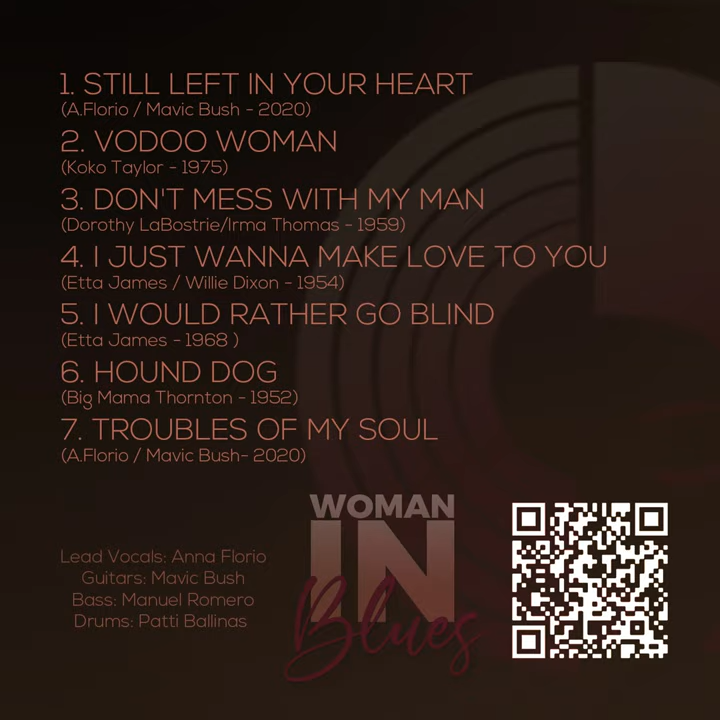 1. STILL LEFT IN YOUR HEART
(A.Florio / Mavic Bush - 2020)
2. VODOO WOMAN
(Koko Taylor - 1975)
3. DON'T MESS WITH MY MAN
(Dorothy LaBostrie/Irma Thomas - 1959)
4. I JUST WANNA MAKE LOVE TO YOU
(Etta James / Willie Dixon - 1954)
5. I WOULD RATHER GO BLIND
(Etta James - 1968 )
6. HOUND DOG
(Big Mama Thornton - 1952)
7. TROUBLES OF MY SOUL
(A.Florio / Mavic Bush- 2020)
WOMAN
IN
Blues
Lead Vocals: Anna Florio
Guitars: Mavic Bush
Bass: Manuel Romero
Drums: Patti Ballinas